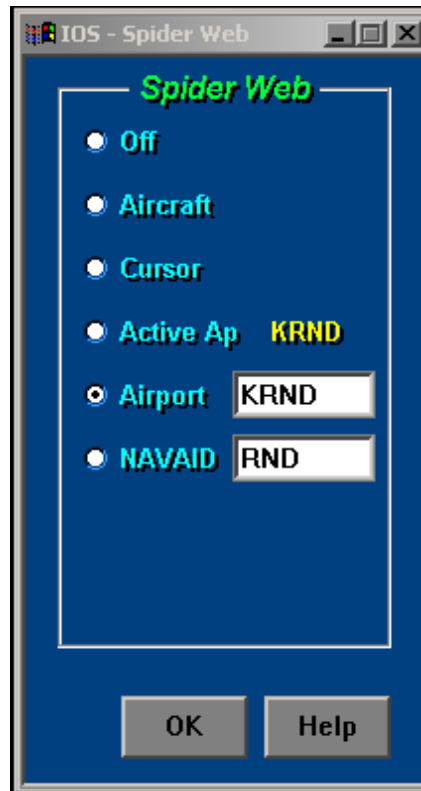 IOS - Spider Web
Spider Web
Off
Aircraft
Cursor
Active Ap KRND
Airport KRND
NAVAID RND
OK Help